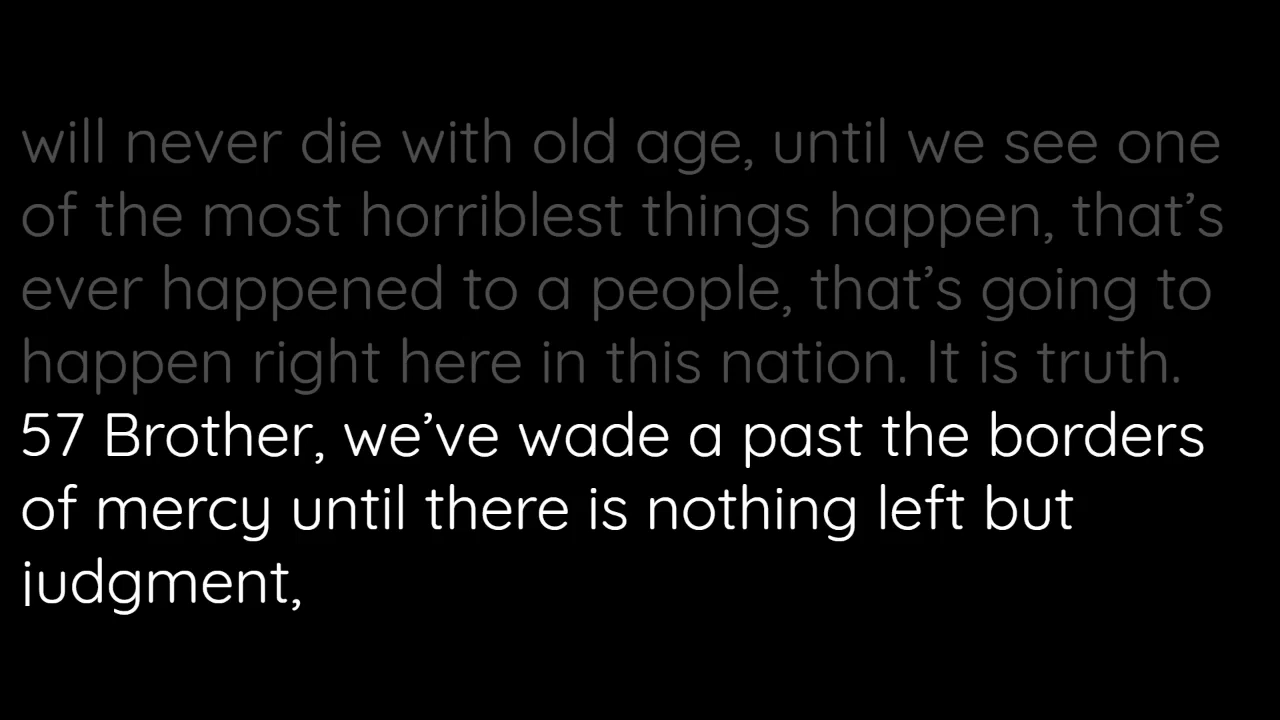 will never die with old age, until we see one
of the most horriblest things happen, that’s
ever happened to a people, that’s going to
happen right here in this nation. It is truth.
57 Brother, we’ve wade a past the borders
of mercy until there is nothing left but
judgment,